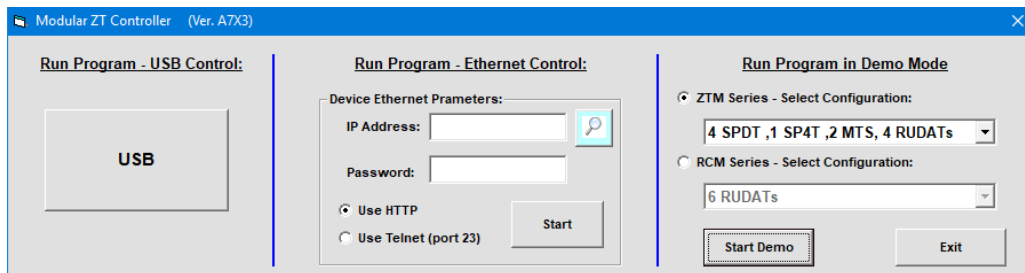 Modular ZT Controller (Ver. A7X3)
Run Program - USB Control:
USB
Run Program - Ethernet Control:
Device Ethernet Prameters:
IP Address:
Password:
Use HTTP
Use Telnet (port 23)
Start
Run Program in Demo Mode
ZTM Series - Select Configuration:
4 SPDT ,1 SP4T ,2 MTS, 4 RUDATs
RCM Series - Select Configuration:
6 RUDATs
Start Demo
Exit